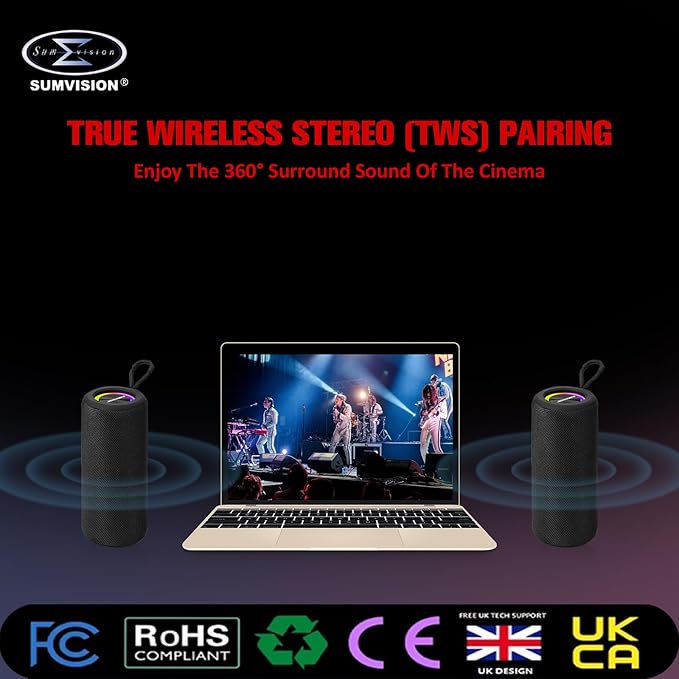 Sum vision
SUMVISION®
TRUE WIRELESS STEREO (TWS) PAIRING
Enjoy The 360° Surround Sound Of The Cinema
FC
RoHS
COMPLIANT
CE
FREE UK TECH SUPPORT
UK DESIGN
UK
CA